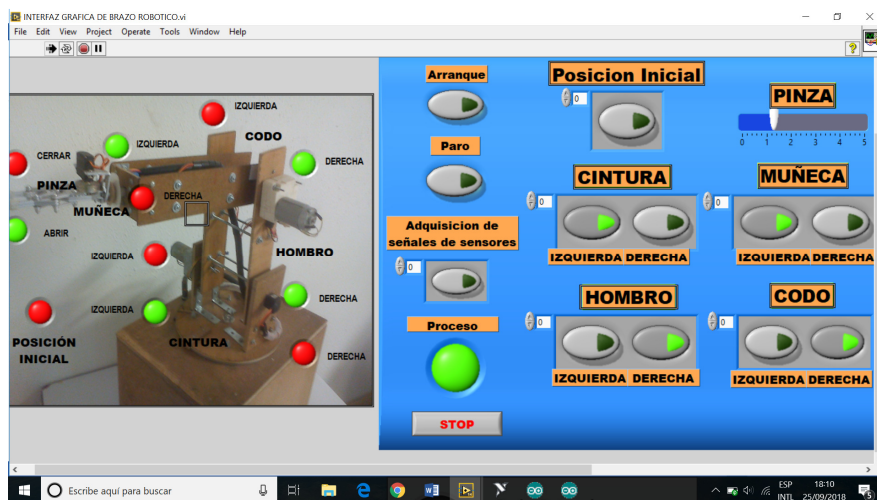 INTERFAZ GRAFICA DE BRAZO ROBOTICO.vi
File Edit View Project Operate Tools Window Help
IZQUIERDA
CODO
IZQUIERDA
CERRAR
DERECHA
PINZA
DERECHA
MUÑECA
ABRIR
IZQUIERDA
HOMBRO
IZQUIERDA
DERECHA
POSICIÓN
INICIAL
CINTURA
DERECHA
Arranque
Paro
Adquisicion de
señales de sensores
0
Proceso
STOP
Posicion Inicial
0
PINZA
0 1 2 3 4 5
CINTURA
0
IZQUIERDA DERECHA
MUÑECA
0
IZQUIERDA DERECHA
HOMBRO
0
IZQUIERDA DERECHA
CODO
0
IZQUIERDA DERECHA
Escribe aquí para buscar
ESP
INTL
18:10
25/09/2018
5